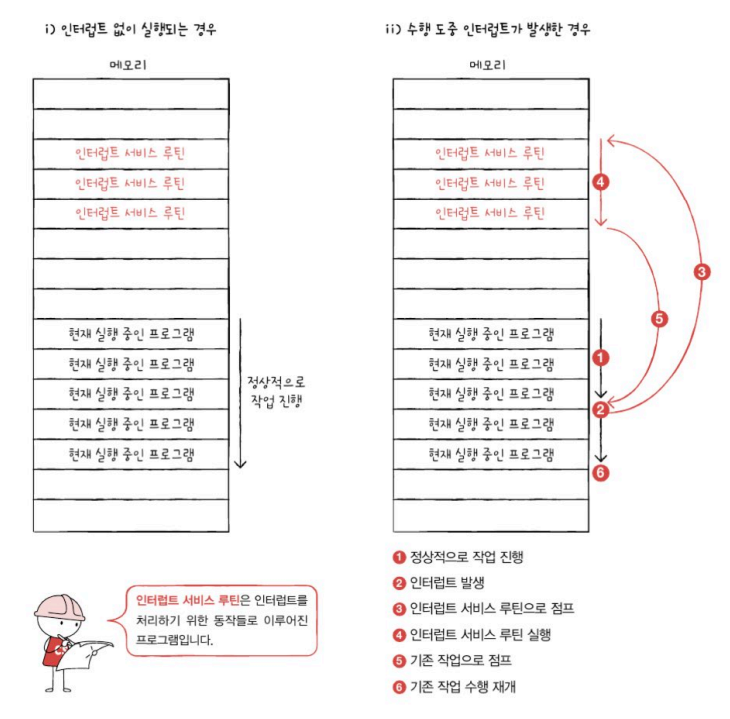 i) 인터럽트 없이 실행되는 경우
메모리
인터럽트 서비스 루틴
인터럽트 서비스 루틴
인터럽트 서비스 루틴
현재 실행 중인 프로그램
현재 실행 중인 프로그램
현재 실행 중인 프로그램
현재 실행 중인 프로그램
현재 실행 중인 프로그램
정상적으로
작업 진행
ii) 수행 도중 인터럽트가 발생한 경우
메모리
인터럽트 서비스 루틴
인터럽트 서비스 루틴
인터럽트 서비스 루틴
현재 실행 중인 프로그램
현재 실행 중인 프로그램
현재 실행 중인 프로그램
현재 실행 중인 프로그램
현재 실행 중인 프로그램
4
3
5
1
2
6
인터럽트 서비스 루틴은 인터럽트를
처리하기 위한 동작들로 이루어진
프로그램입니다.
1 정상적으로 작업 진행
2 인터럽트 발생
3 인터럽트 서비스 루틴으로 점프
4 인터럽트 서비스 루틴 실행
5 기존 작업으로 점프
6 기존 작업 수행 재개